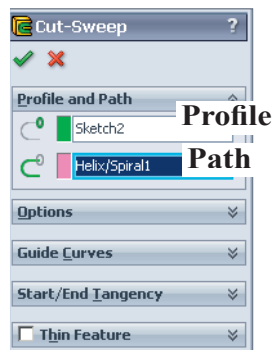 Cut-Sweep ?
Profile and Path
Profile
Sketch2
Path
Helix/Spiral1
Options
Guide Curves
Start/End Tangency
Thin Feature